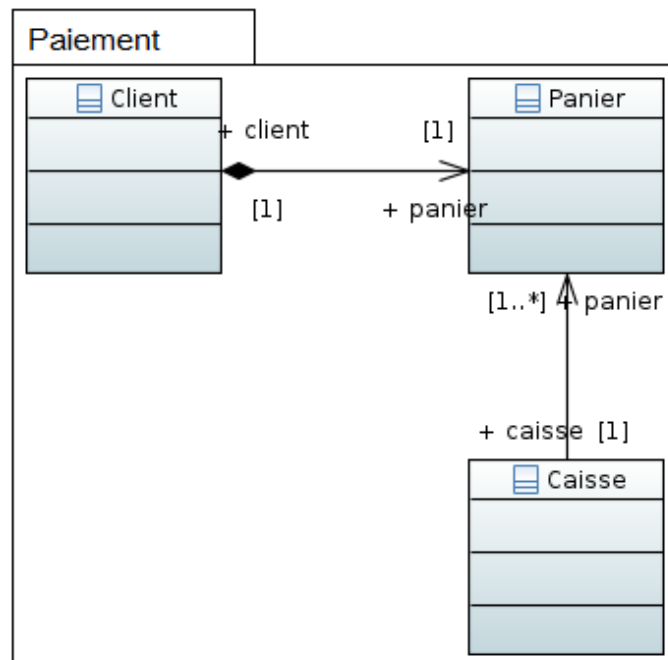 Paiement
Client
Panier
+ client
[1]
[1]
+ panier
[1..*] + panier
+ caisse [1]
Caisse